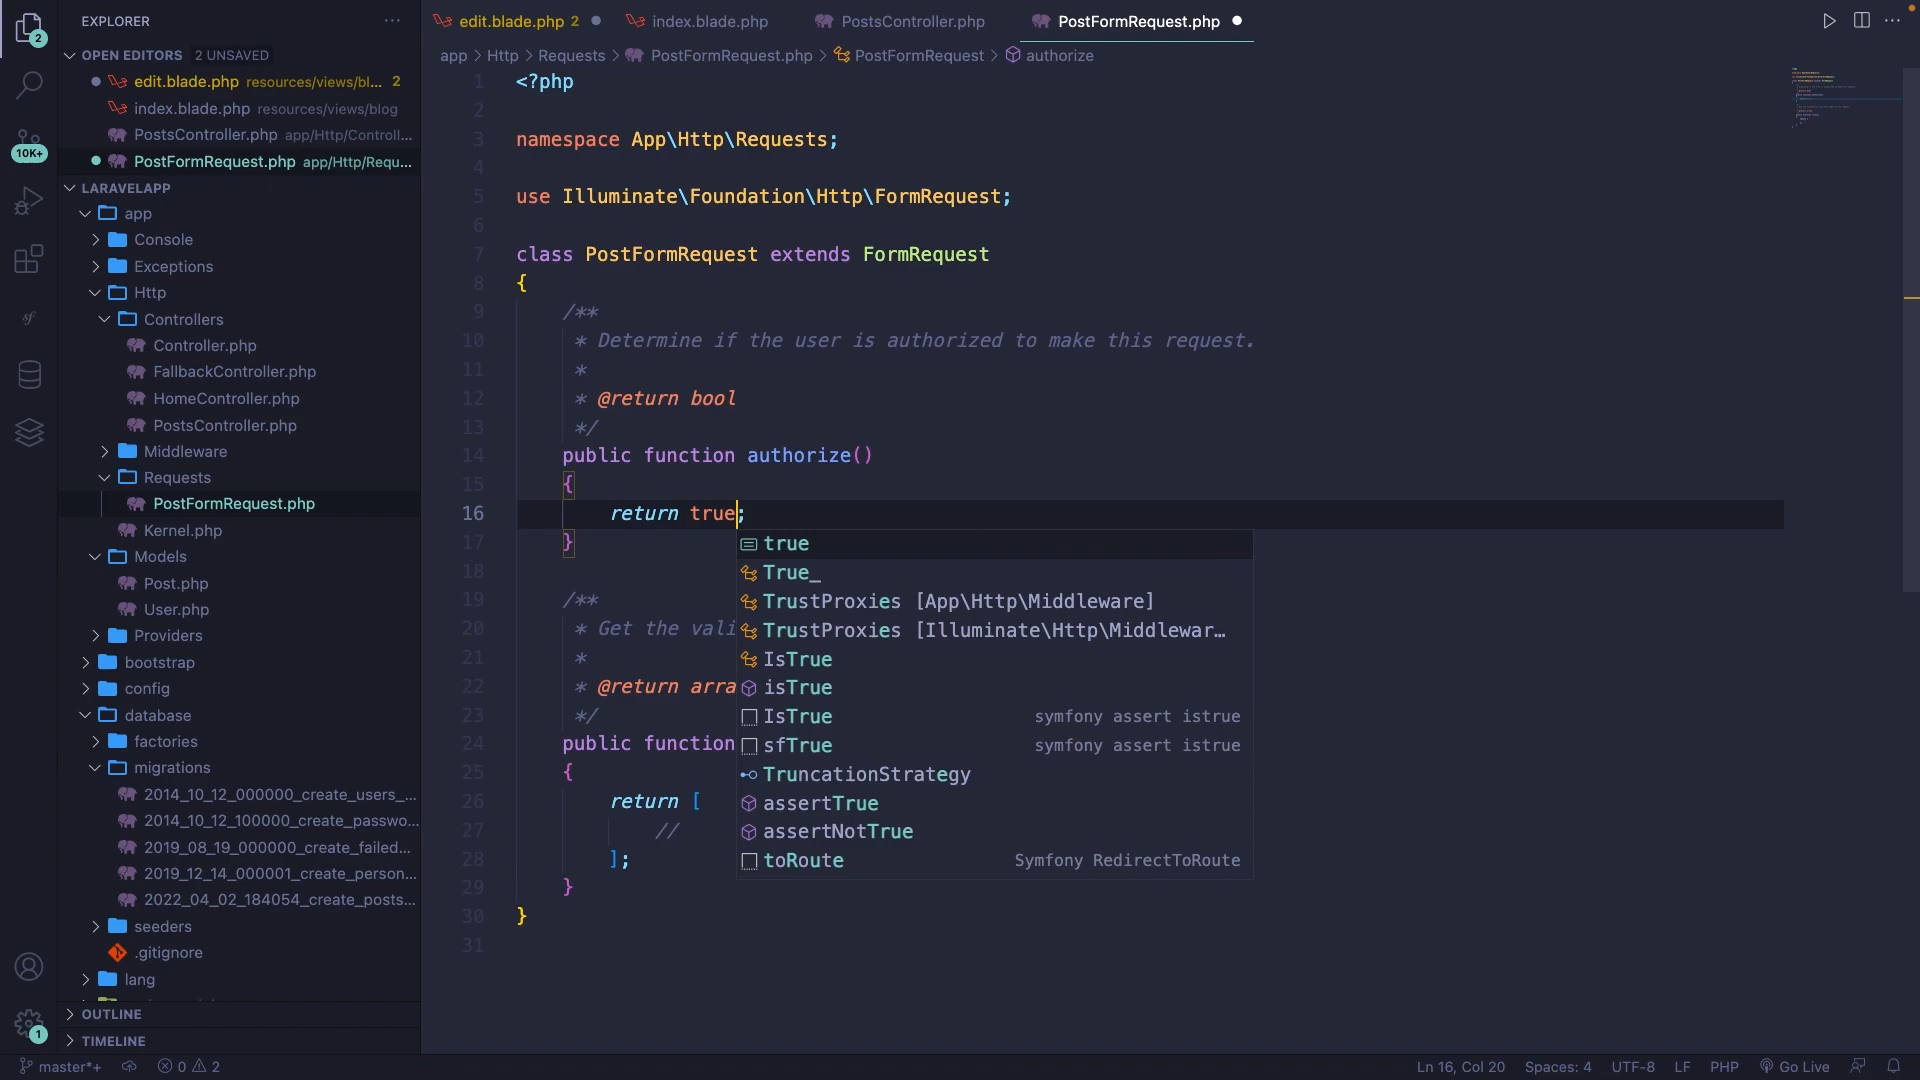 EXPLORER
OPEN EDITORS 2 UNSAVED
edit.blade.php resources/views/bl... 2
index.blade.php resources/views/blog
PostsController.php app/Http/Controll...
PostFormRequest.php app/Http/Requ...
LARAVELAPP
app
Console
Exceptions
Http
Controllers
Controller.php
FallbackController.php
HomeController.php
PostsController.php
Middleware
Requests
PostFormRequest.php
Kernel.php
Models
Post.php
User.php
Providers
bootstrap
config
database
factories
migrations
2014_10_12_000000_create_users_...
2014_10_12_100000_create_passwo...
2019_08_19_000000_create_failed...
2019_12_14_000001_create_person...
2022_04_02_184054_create_posts...
seeders
.gitignore
lang
OUTLINE
TIMELINE
2
10K+
sf
1
edit.blade.php 2 index.blade.php PostsController.php PostFormRequest.php
app > Http > Requests > PostFormRequest.php > PostFormRequest > authorize
1 <?php
2
3 namespace App\Http\Requests;
4
5 use Illuminate\Foundation\Http\FormRequest;
6
7 class PostFormRequest extends FormRequest
8 {
9 /**
10 * Determine if the user is authorized to make this request.
11 *
12 * @return bool
13 */
14 public function authorize()
15 {
16 return true;
17 }
18
19 /**
20 * Get the vali
21 *
22 * @return arra
23 */
24 public function
25 {
26 return [
27 //
28 ];
29 }
30 }
31
true
True_
TrustProxies [App\Http\Middleware]
TrustProxies [Illuminate\Http\Middlewar...
IsTrue
isTrue
IsTrue symfony assert istrue
sfTrue symfony assert istrue
TruncationStrategy
assertTrue
assertNotTrue
toRoute Symfony RedirectToRoute
master*+ 0 2 Ln 16, Col 20 Spaces: 4 UTF-8 LF PHP Go Live